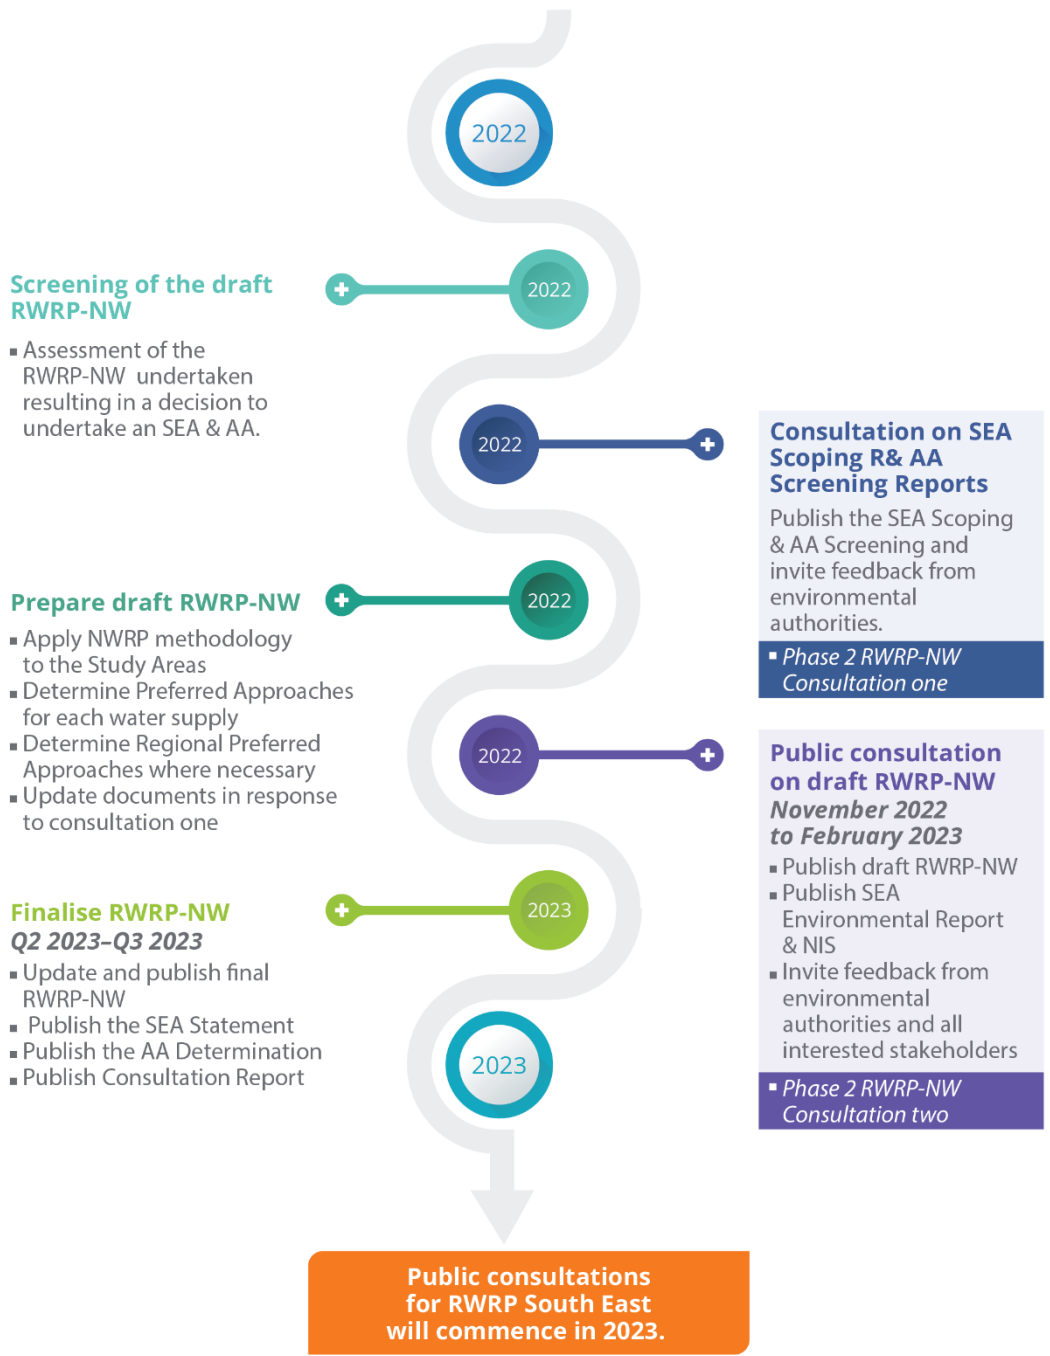 2022
Screening of the draft
RWRP-NW
▪ Assessment of the
RWRP-NW undertaken
resulting in a decision to
undertake an SEA & AA.
2022
2022
Consultation on SEA
Scoping R& AA
Screening Reports
Publish the SEA Scoping
& AA Screening and
invite feedback from
environmental
authorities.
▪ Phase 2 RWRP-NW
Consultation one
Prepare draft RWRP-NW
▪ Apply NWRP methodology
to the Study Areas
▪ Determine Preferred Approaches
for each water supply
▪ Determine Regional Preferred
Approaches where necessary
▪ Update documents in response
to consultation one
2022
2022
Public consultation
on draft RWRP-NW
November 2022
to February 2023
▪ Publish draft RWRP-NW
▪ Publish SEA
Environmental Report
& NIS
▪ Invite feedback from
environmental
authorities and all
interested stakeholders
▪ Phase 2 RWRP-NW
Consultation two
Finalise RWRP-NW
Q2 2023–Q3 2023
▪ Update and publish final
RWRP-NW
▪ Publish the SEA Statement
▪ Publish the AA Determination
▪ Publish Consultation Report
2023
2023
Public consultations
for RWRP South East
will commence in 2023.